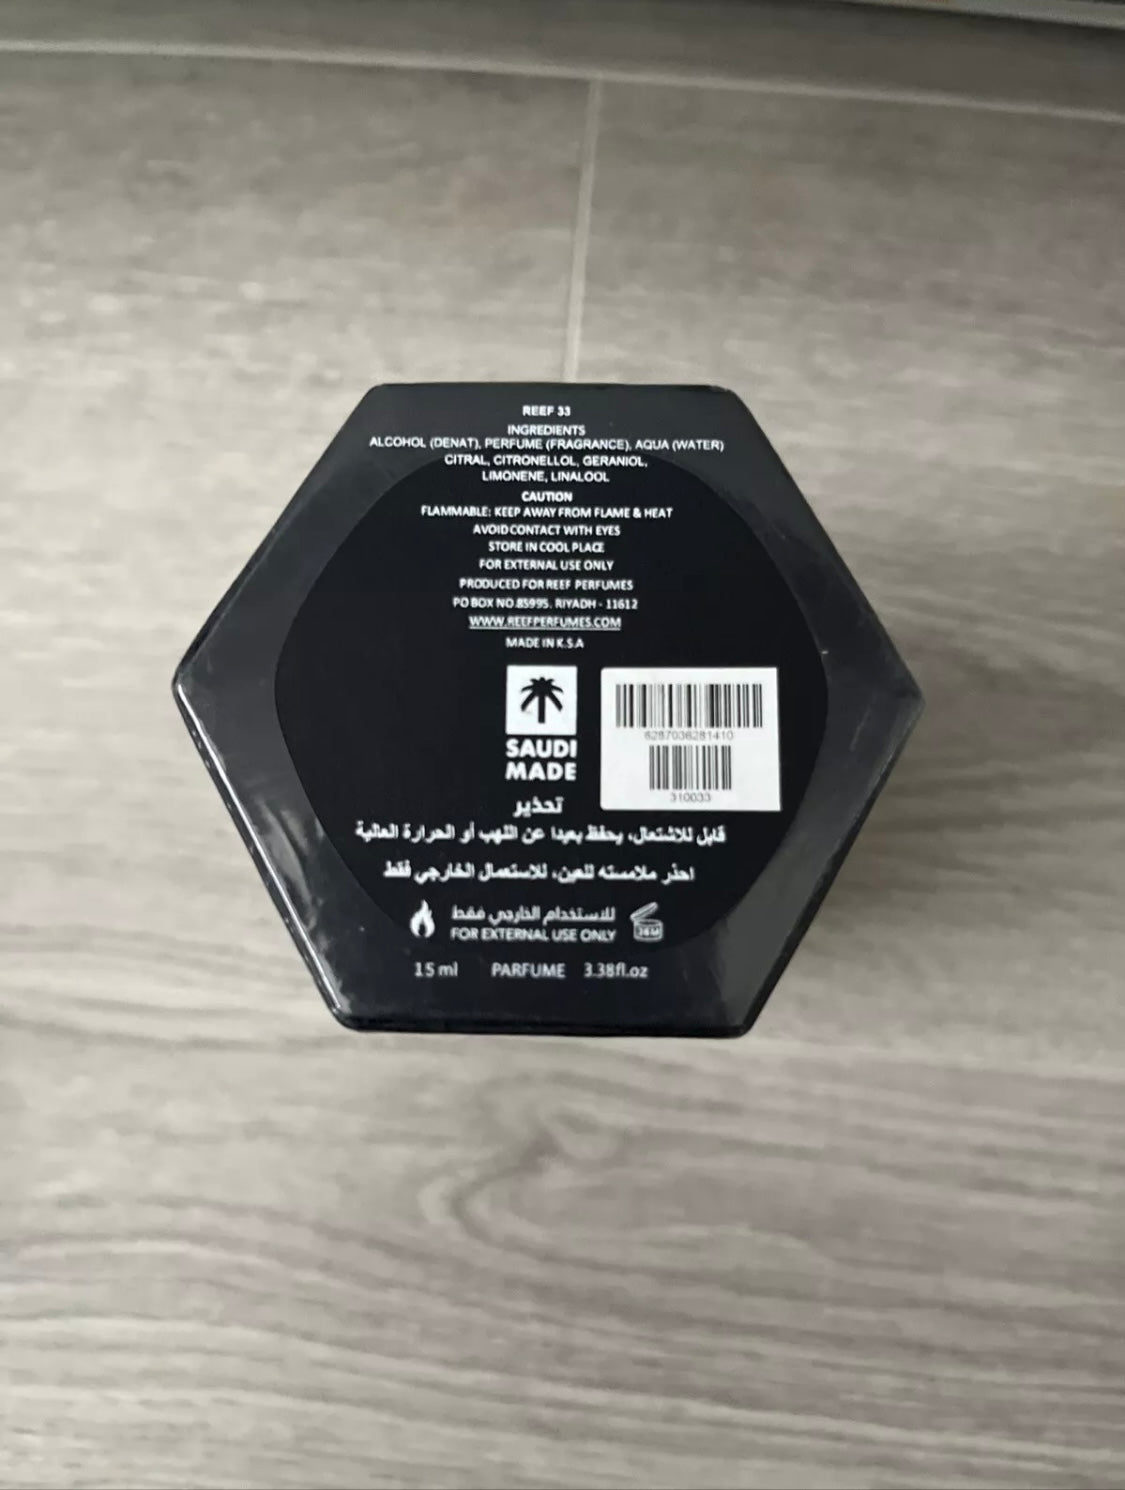 REEF 33
INGREDIENTS
ALCOHOL (DENAT), PERFUME (FRAGRANCE), AQUA (WATER)
CITRAL, CITRONELLOL, GERANIOL,
LIMONENE, LINALOOL
CAUTION
FLAMMABLE: KEEP AWAY FROM FLAME & HEAT
AVOID CONTACT WITH EYES
STORE IN COOL PLACE
FOR EXTERNAL USE ONLY
PRODUCED FOR REEF PERFUMES
PO BOX NO.85995. RIYADH - 11612
WWW.REEFPERFUMES.COM
MADE IN K.S.A
6287036281410
310033
SAUDI
MADE
تحذير
قابل للاشتعال، يحفظ بعيدا عن اللهب أو الحرارة العالية
احذر ملامسته للعين، للاستعمال الخارجي فقط
للاستخدام الخارجي فقط
FOR EXTERNAL USE ONLY
36M
15 ml PARFUME 3.38fl.oz